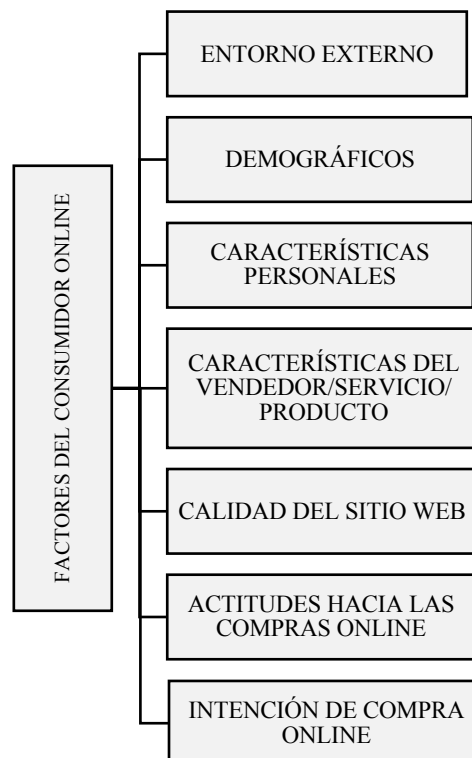 FACTORES DEL CONSUMIDOR ONLINE
ENTORNO EXTERNO
DEMOGRÁFICOS
CARACTERÍSTICAS
PERSONALES
CARACTERÍSTICAS DEL
VENDEDOR/SERVICIO/
PRODUCTO
CALIDAD DEL SITIO WEB
ACTITUDES HACIA LAS
COMPRAS ONLINE
INTENCIÓN DE COMPRA
ONLINE